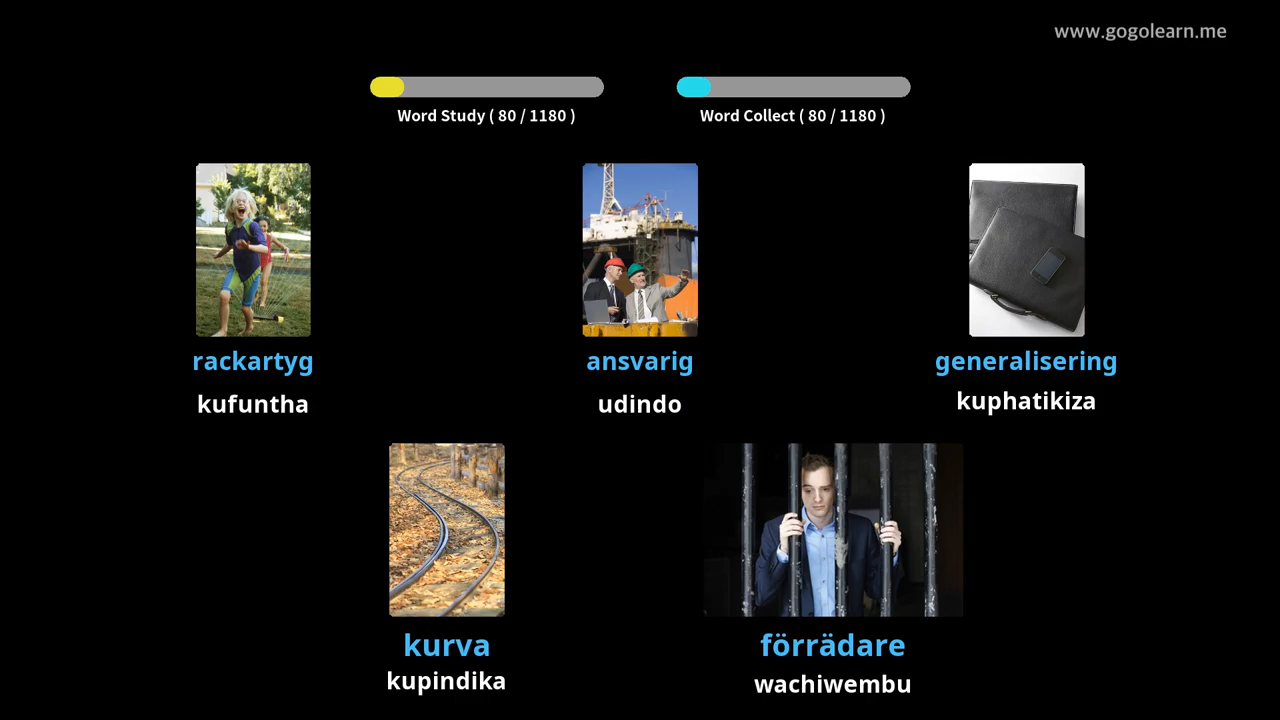 www.gogolearn.me
Word Study ( 80 / 1180 )
Word Collect ( 80 / 1180 )
rackartyg
ansvarig
generalisering
kufuntha
udindo
kuphatikiza
kurva
förrädare
kupindika
wachiwembu